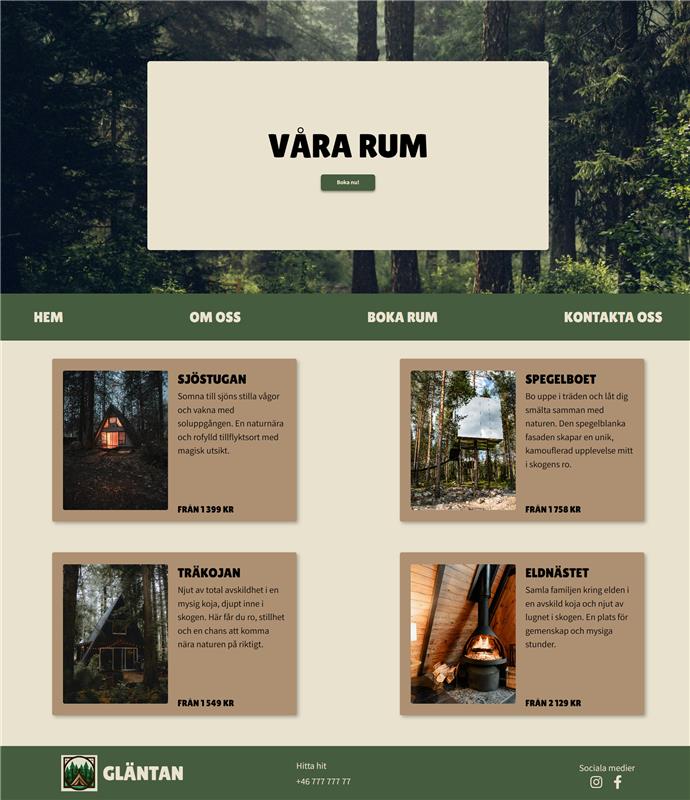 VÅRA RUM
Boka nu!
HEM
OM OSS
BOKA RUM
KONTAKTA OSS
SJÖSTUGAN
Somna till sjöns stilla vågor
och vakna med
soluppgången. En naturnära
och rofylld tillflyktsort med
magisk utsikt.
FRÅN 1 399 KR
SPEGELBOET
Bo uppe i träden och låt dig
smälta samman med
naturen. Den spegelblanka
fasaden skapar en unik,
kamouflerad upplevelse mitt
i skogens ro.
FRÅN 1 758 KR
TRÄKOJAN
Njut av total avskildhet i en
mysig koja, djupt inne i
skogen. Här får du ro, stillhet
och en chans att komma
nära naturen på riktigt.
FRÅN 1 549 KR
ELDNÄSTET
Samla familjen kring elden i
en avskild koja och njut av
lugnet i skogen. En plats för
gemenskap och mysiga
stunder.
FRÅN 2 129 KR
GLÄNTAN
Hitta hit
+46 777 777 77
Sociala medier